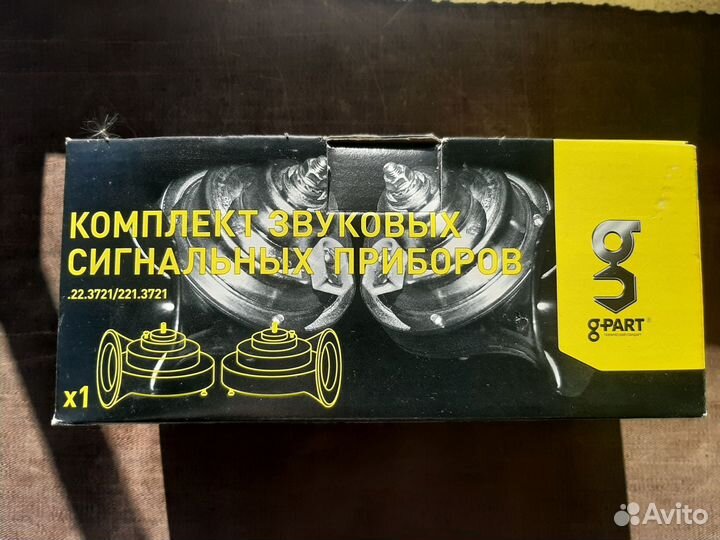 КОМПЛЕКТ ЗВУКОВЫХ
СИГНАЛЬНЫХ ПРИБОРОВ
.22.3721/221.3721
x1
g-PART®
Avito